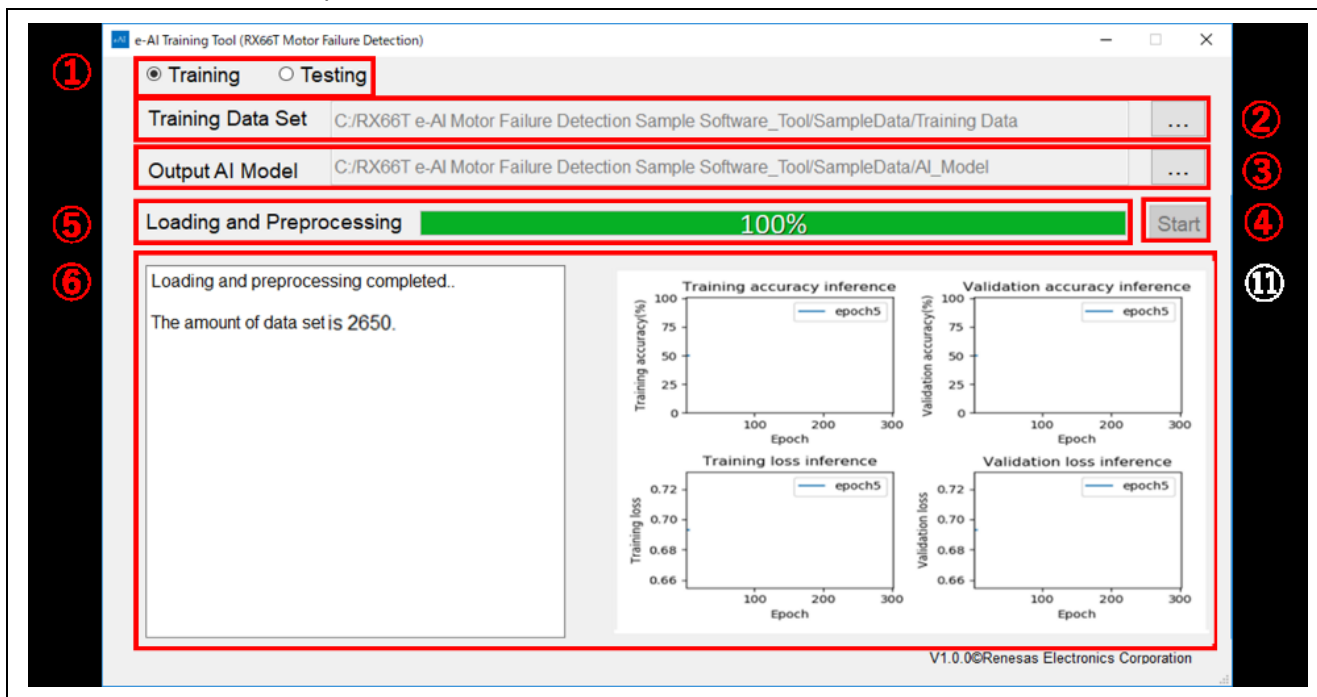 e-AI Training Tool (RX66T Motor Failure Detection)
① Training Testing
Training Data Set C:/RX66T e-AI Motor Failure Detection Sample Software_Tool/SampleData/Training Data ... ②
Output AI Model C:/RX66T e-AI Motor Failure Detection Sample Software_Tool/SampleData/AI_Model ... ③
⑤ Loading and Preprocessing 100% Start ④
⑥ ⑪
Loading and preprocessing completed..
The amount of data set is 2650.
Training accuracy inference
Training accuracy(%)
100
75
50
25
0
epoch5
100 200 300
Epoch
Validation accuracy inference
Validation accuracy(%)
100
75
50
25
0
epoch5
100 200 300
Epoch
Training loss inference
Training loss
0.72
0.70
0.68
0.66
epoch5
100 200 300
Epoch
Validation loss inference
Validation loss
0.72
0.70
0.68
0.66
epoch5
100 200 300
Epoch
V1.0.0©Renesas Electronics Corporation